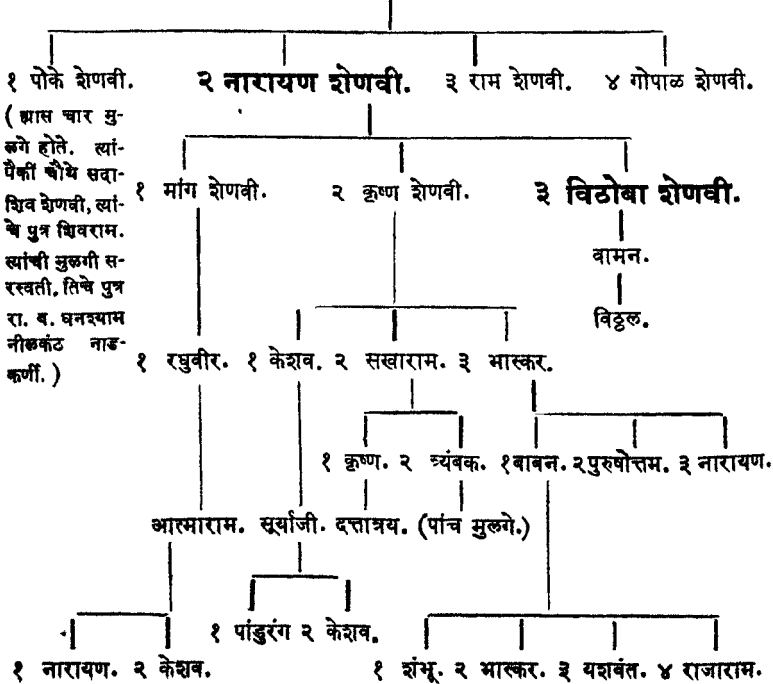 १ पोके शेणवी. २ नारायण शेणवी. ३ राम शेणवी. ४ गोपाळ शेणवी.
( ह्यास चार मु-
लगे होते. त्यां-
पैकीं चौथे सदा-
शिव शेणवी, त्यां-
चे पुत्र शिवराम.
त्यांची मुलगी स-
रस्वती, तिचे पुत्र
रा. ब. घनश्याम
नीळकंठ नाड-
कर्णी. )
१ मांग शेणवी. २ कृष्ण शेणवी. ३ विठोबा शेणवी.
वामन.
विठ्ठल.
१ रघुवीर. १ केशव. २ सखाराम. ३ भास्कर.
१ कृष्ण. २ त्र्यंबक. १ बाबन. २ पुरुषोत्तम. ३ नारायण.
आत्माराम. सूर्याजी. दत्तात्रय. (पांच मुलगे.)
१ पांडुरंग २ केशव.
१ नारायण. २ केशव. १ शंभू. २ भास्कर. ३ यशवंत. ४ राजाराम.